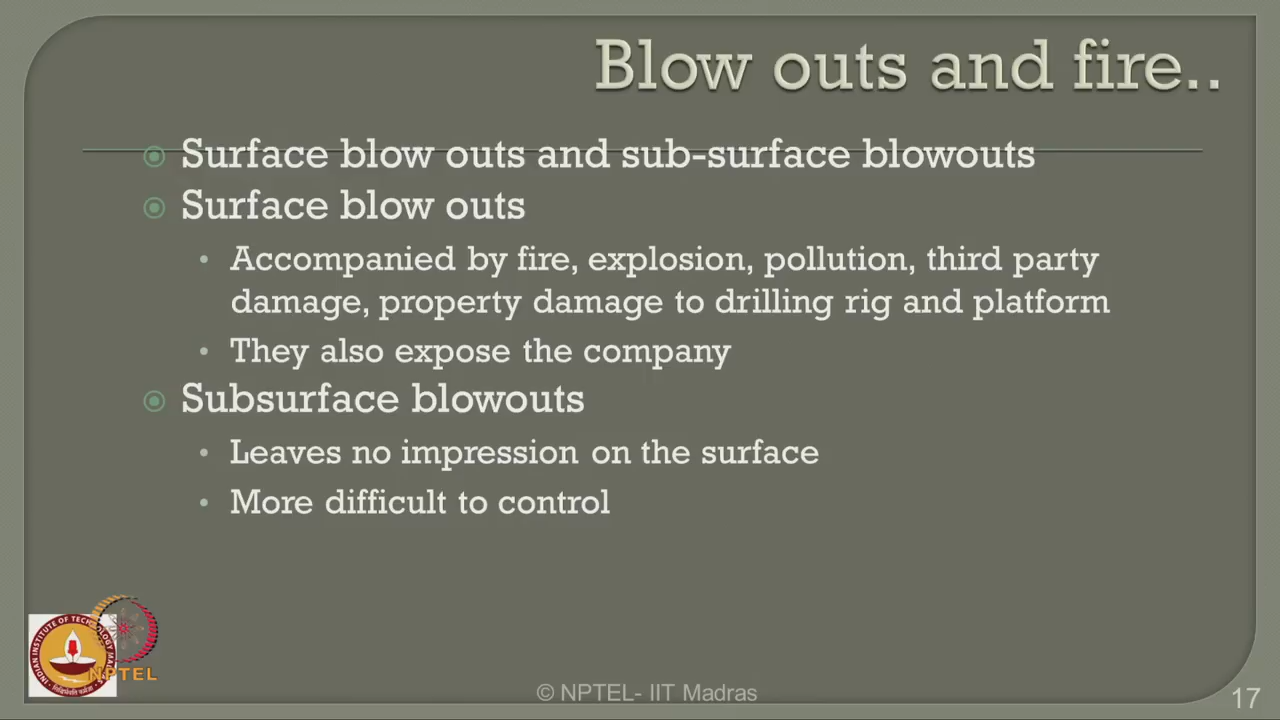 Blow outs and fire..
Surface blow outs and sub-surface blowouts
Surface blow outs
Accompanied by fire, explosion, pollution, third party
damage, property damage to drilling rig and platform
They also expose the company
Subsurface blowouts
Leaves no impression on the surface
More difficult to control
NPTEL
© NPTEL- IIT Madras
17